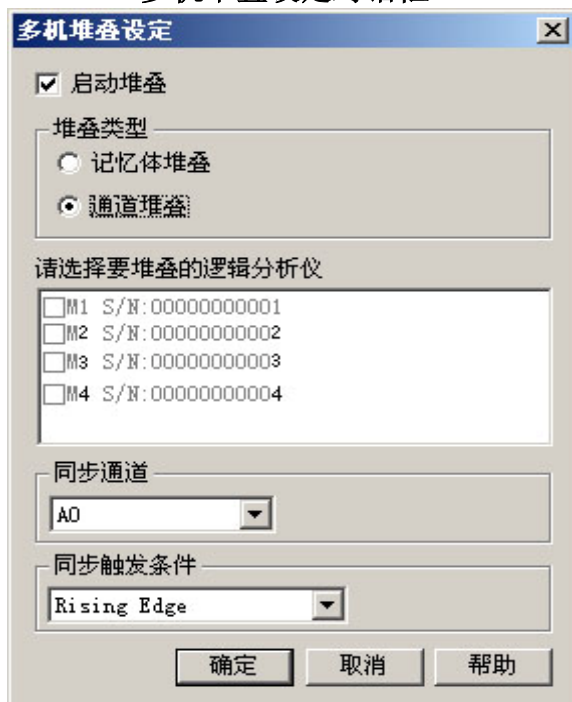 多机堆叠设定
启动堆叠
堆叠类型
记忆体堆叠
通道堆叠
请选择要堆叠的逻辑分析仪
M1 S/N:00000000001
M2 S/N:00000000002
M3 S/N:00000000003
M4 S/N:00000000004
同步通道
A0
同步触发条件
Rising Edge
确定 取消 帮助